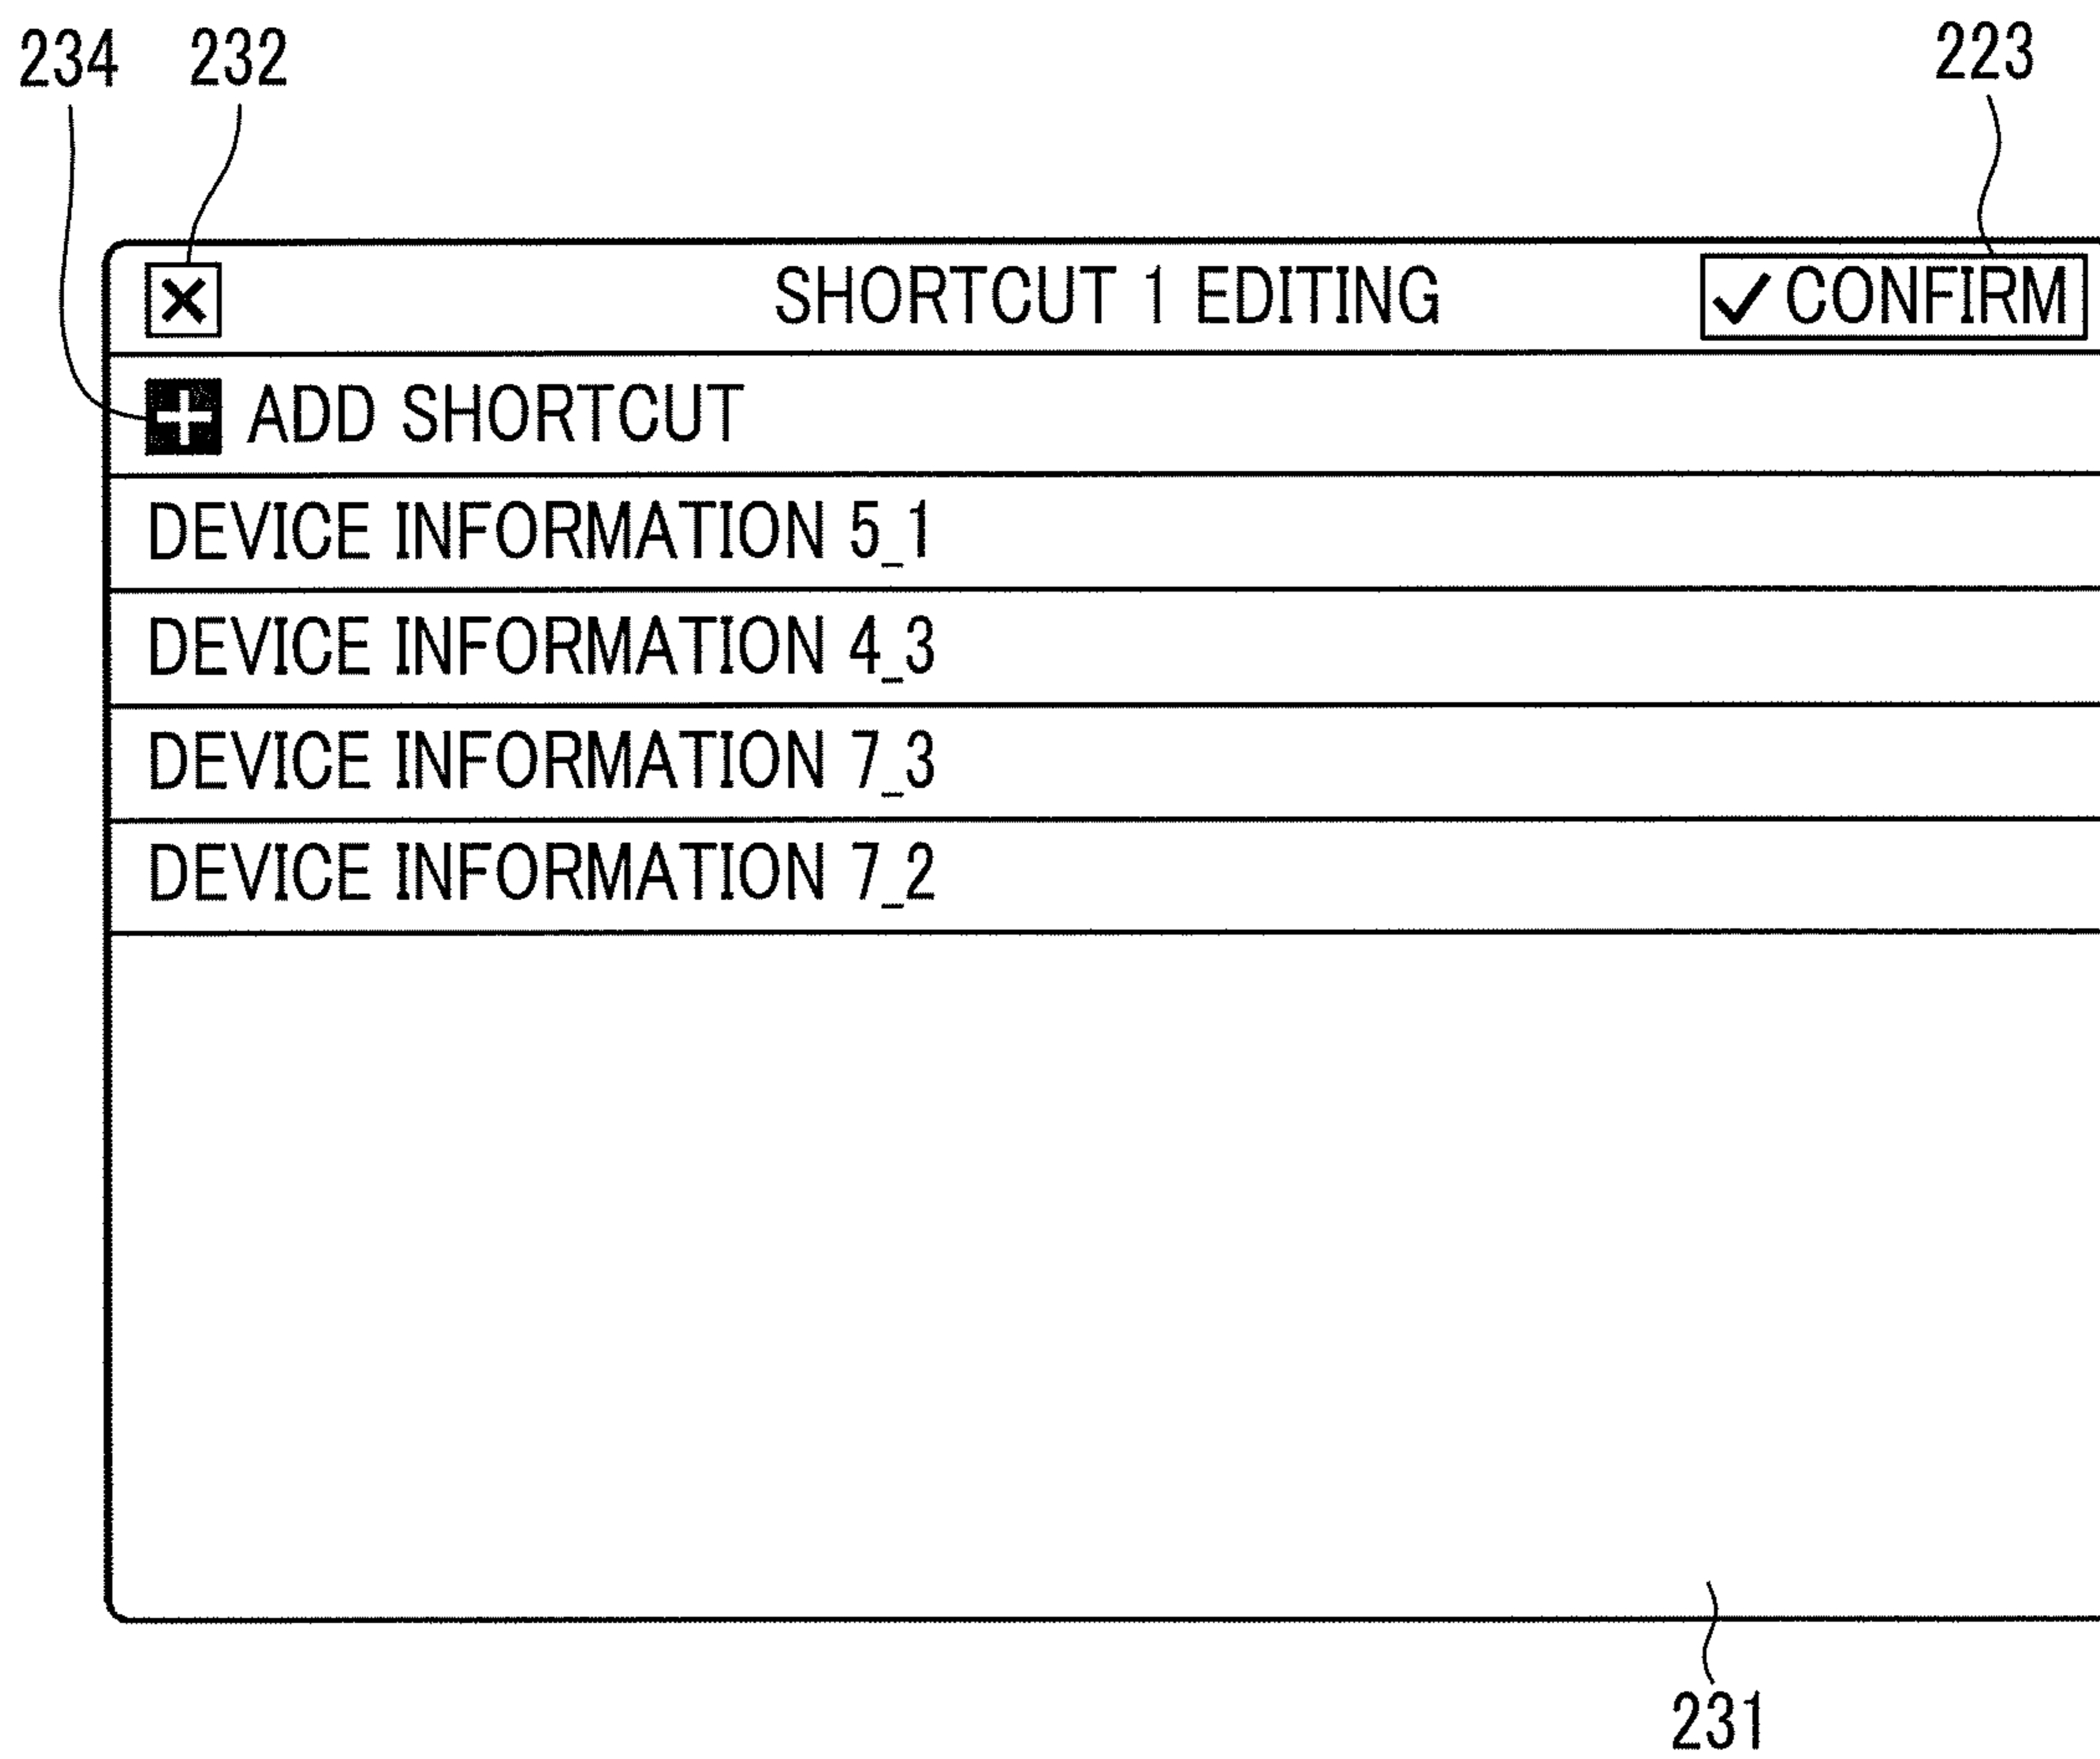 234 232 223
SHORTCUT 1 EDITING ✓ CONFIRM
ADD SHORTCUT
DEVICE INFORMATION 5_1
DEVICE INFORMATION 4_3
DEVICE INFORMATION 7_3
DEVICE INFORMATION 7_2
231